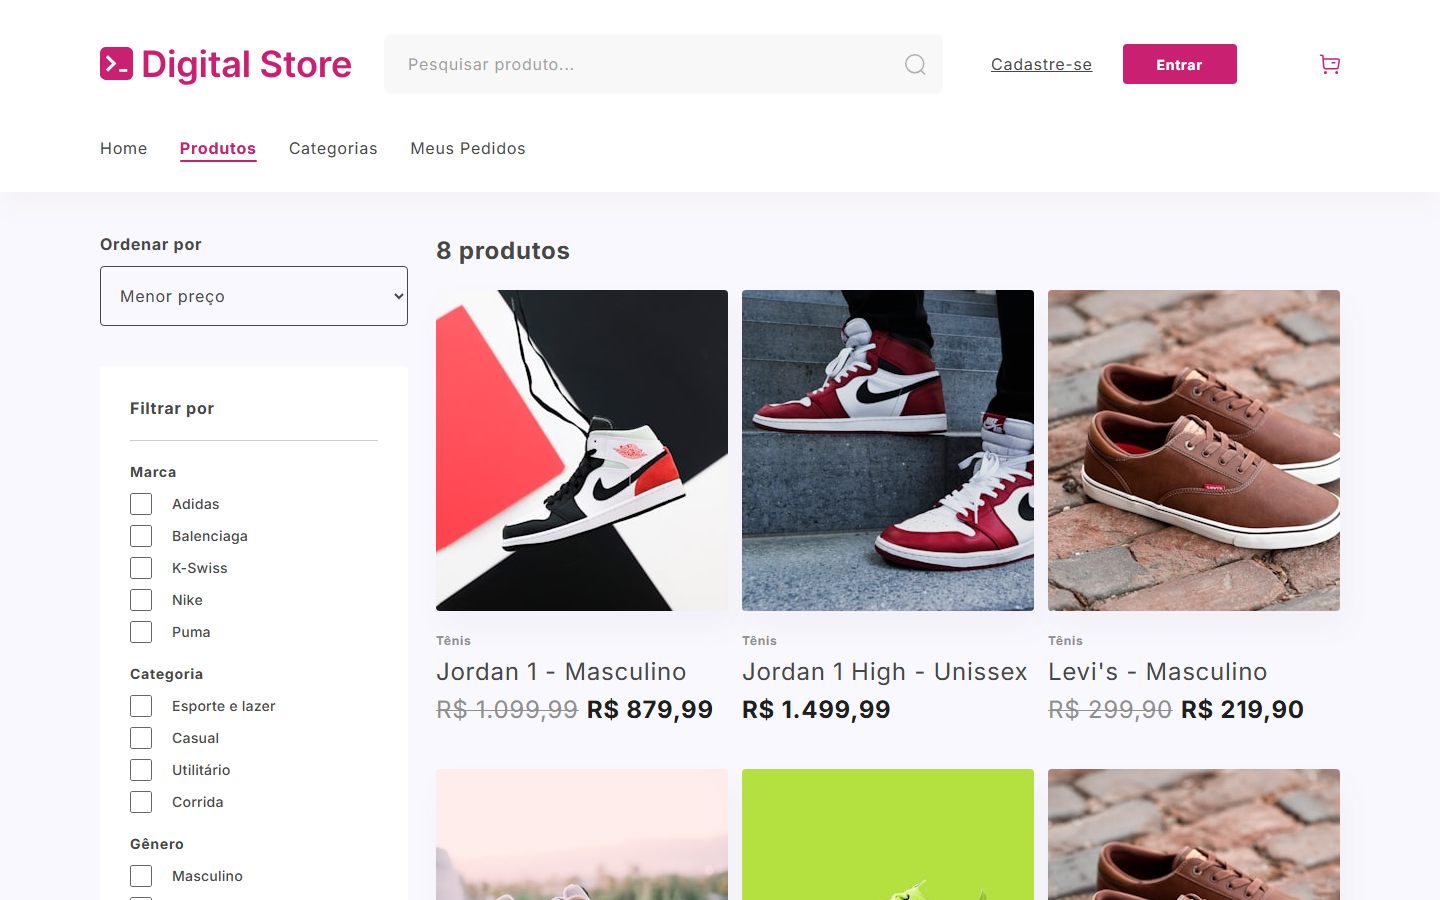 Digital Store
Pesquisar produto...
Cadastre-se
Entrar
Home
Produtos
Categorias
Meus Pedidos
Ordenar por
Menor preço
Filtrar por
Marca
Adidas
Balenciaga
K-Swiss
Nike
Puma
Categoria
Esporte e lazer
Casual
Utilitário
Corrida
Gênero
Masculino
8 produtos
Tênis
Jordan 1 - Masculino
R$ 1.099,99 R$ 879,99
Tênis
Jordan 1 High - Unissex
R$ 1.499,99
Tênis
Levi's - Masculino
R$ 299,90 R$ 219,90